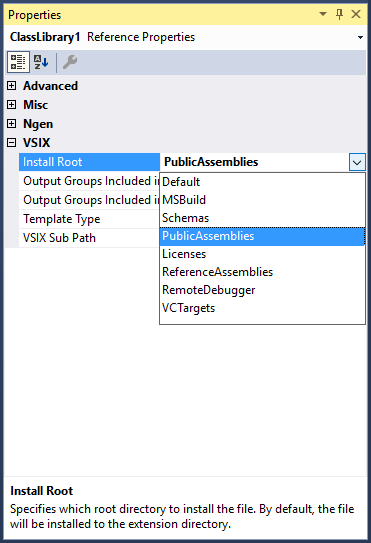 Properties
ClassLibrary1 Reference Properties
Advanced
Misc
Ngen
VSIX
Install Root PublicAssemblies
Output Groups Included in
Output Groups Included in
Template Type
VSIX Sub Path
Default
MSBuild
Schemas
PublicAssemblies
Licenses
ReferenceAssemblies
RemoteDebugger
VCTargets
Install Root
Specifies which root directory to install the file. By default, the file
will be installed to the extension directory.